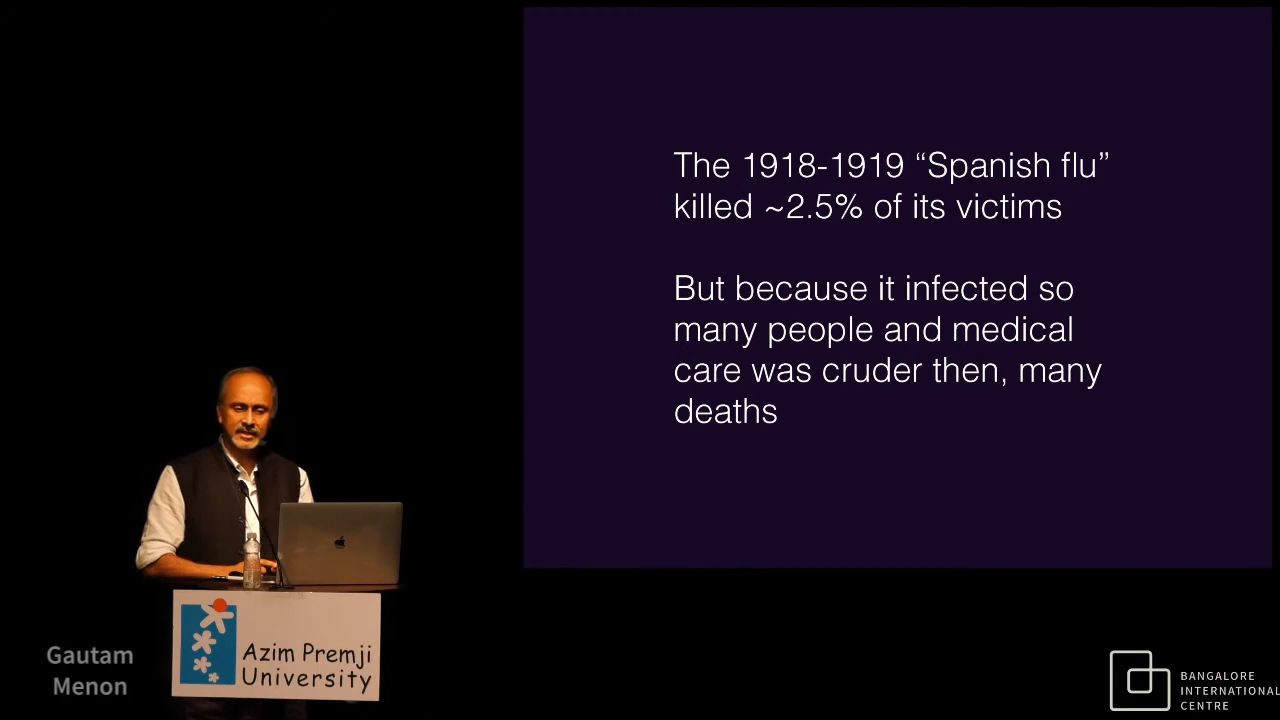 The 1918-1919 “Spanish flu”
killed ~2.5% of its victims
But because it infected so
many people and medical
care was cruder then, many
deaths
Azim Premji
University
Gautam
Menon
BANGALORE
INTERNATIONAL
CENTRE